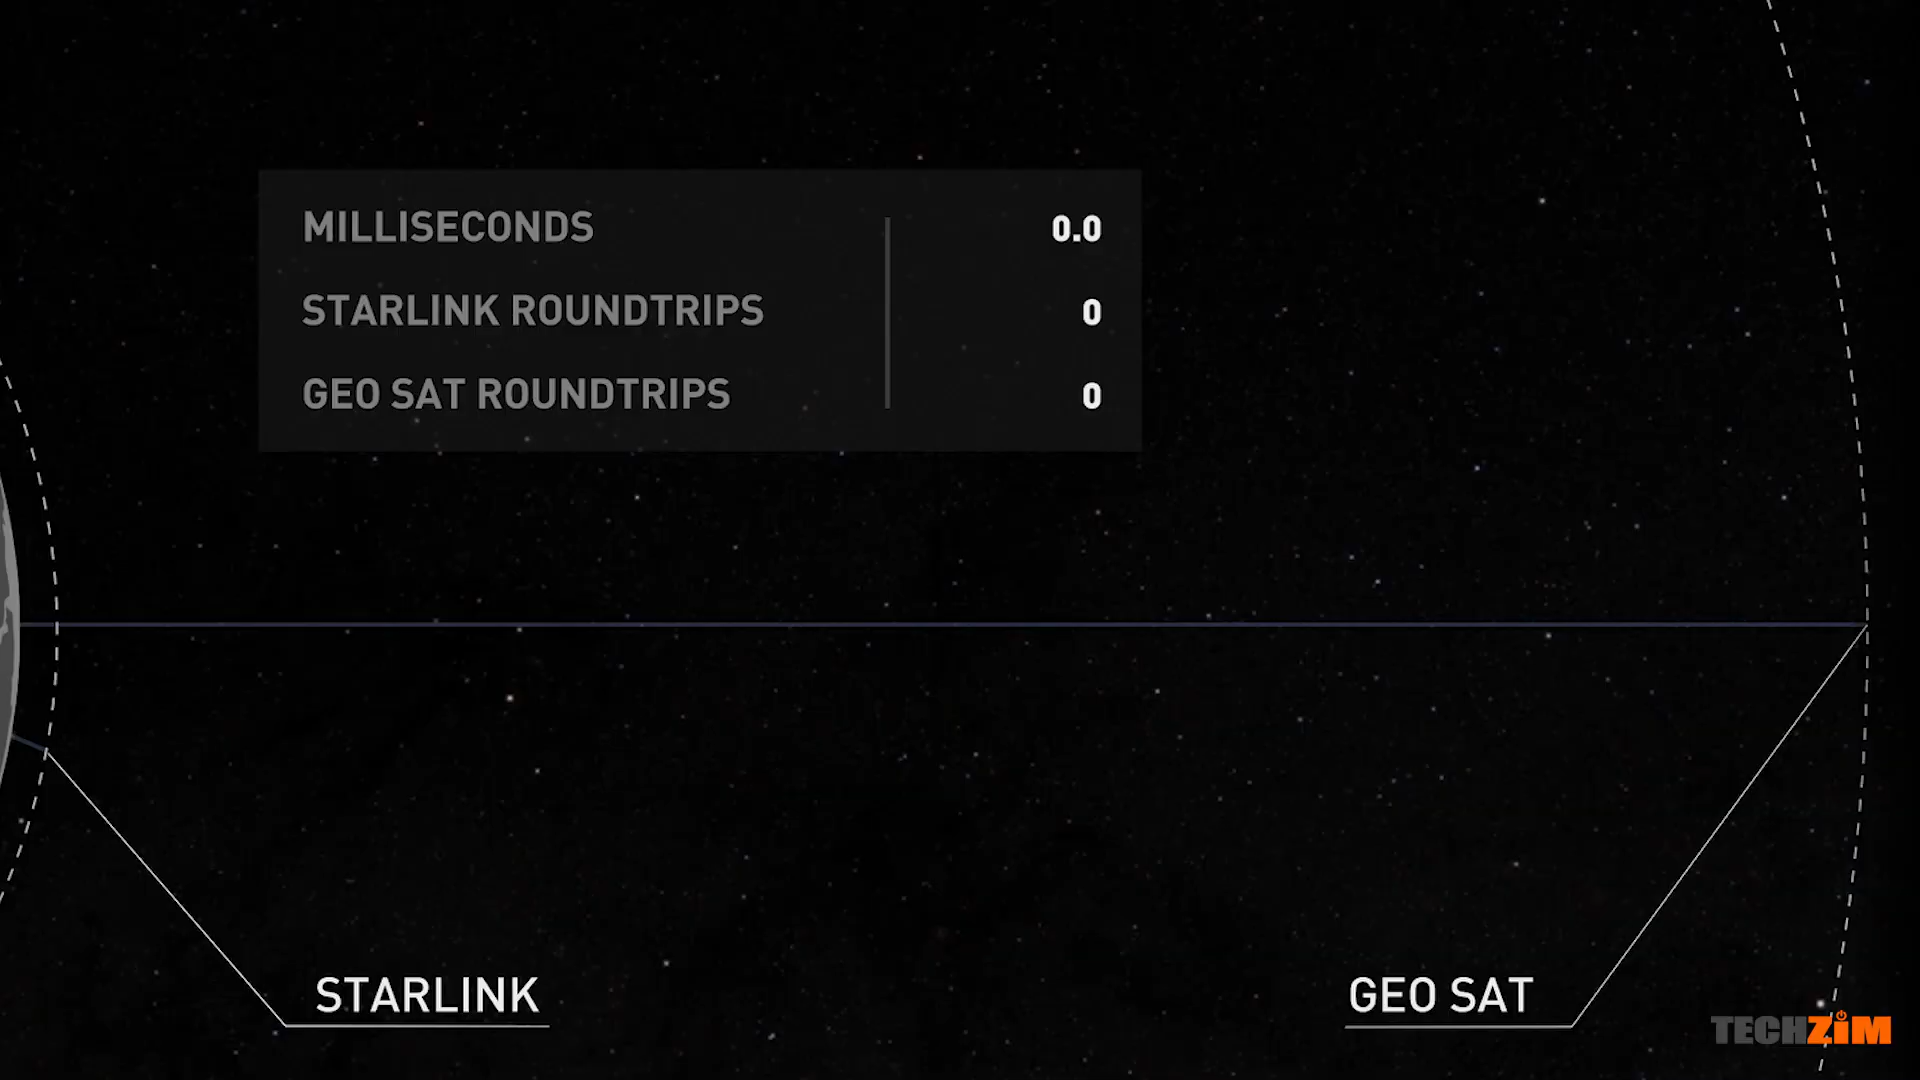 MILLISECONDS 0.0
STARLINK ROUNDTRIPS 0
GEO SAT ROUNDTRIPS 0
STARLINK
GEO SAT
TECHZiM